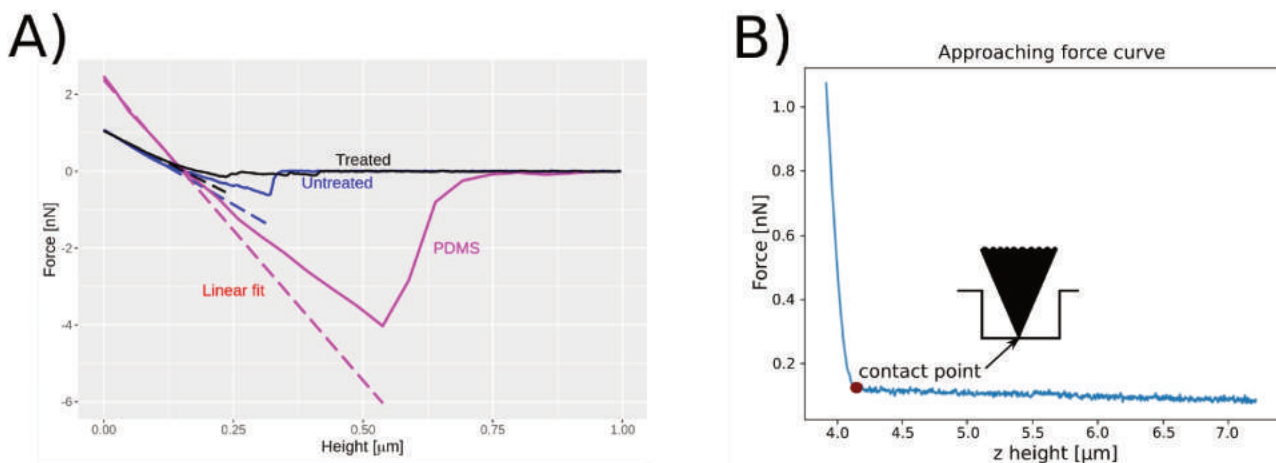 A)
Force [nN]
2
0
-2
-4
-6
Treated
Untreated
PDMS
Linear fit
0.00
0.25
0.50
0.75
1.00
Height [μm]
B)
Approaching force curve
Force [nN]
1.0
0.8
0.6
0.4
0.2
contact point
4.0
4.5
5.0
5.5
6.0
6.5
7.0
z height [μm]